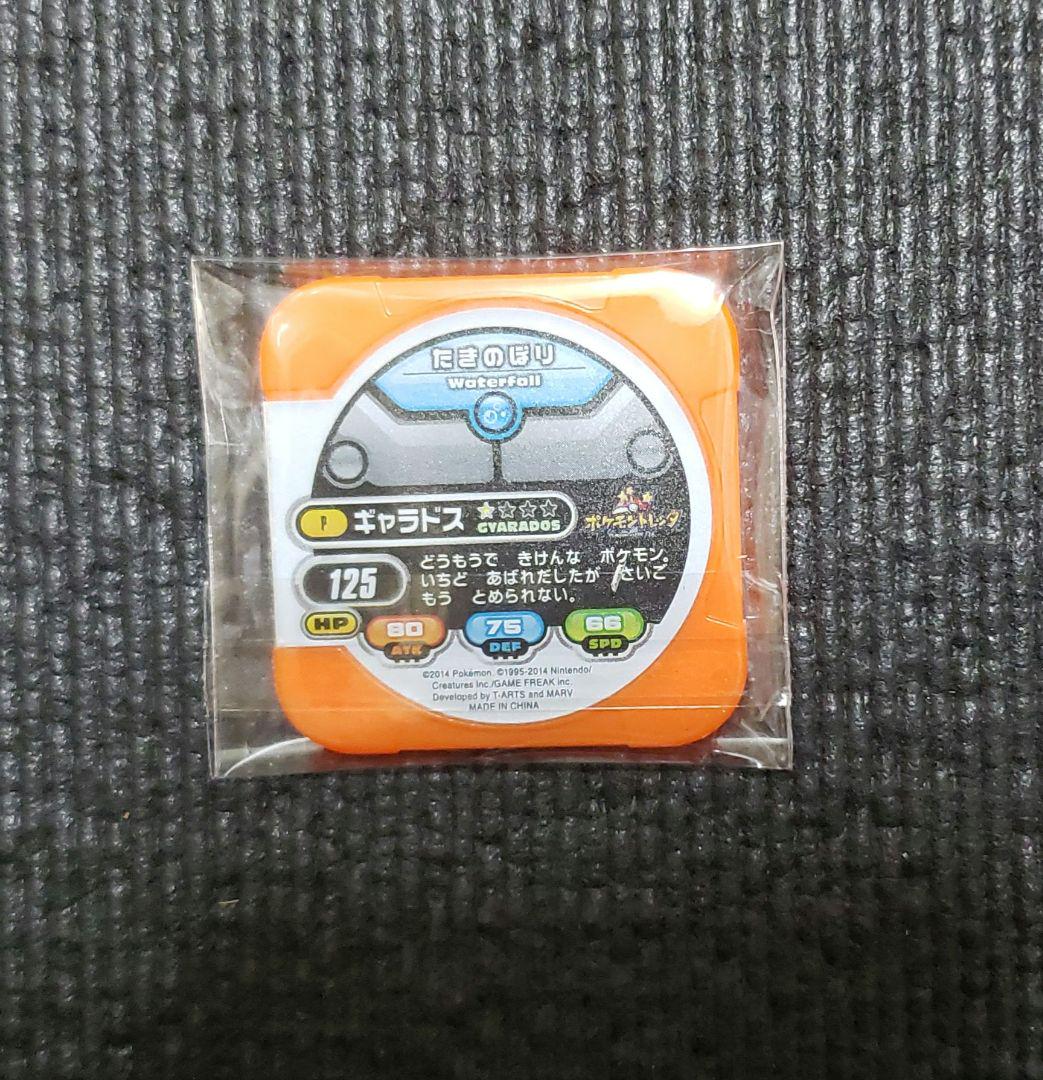 たきのぼり
Waterfall
P ギャラドス
GYARADOS
ポケモントレッタ
125
HP
どうもうで きけんな ポケモン。
いちど あばれだしたが さいご
もう とめられない。
80
ATK
75
DEF
66
SPD
©2014 Pokémon. ©1995-2014 Nintendo/
Creatures Inc./GAME FREAK inc.
Developed by T-ARTS and MARV
MADE IN CHINA